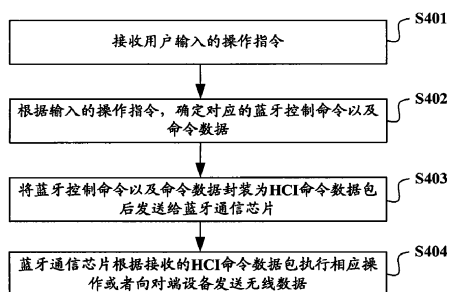 S401
接收用户输入的操作指令
S402
根据输入的操作指令，确定对应的蓝牙控制命令以及
命令数据
S403
将蓝牙控制命令以及命令数据封装为HCI命令数据包
后发送给蓝牙通信芯片
S404
蓝牙通信芯片根据接收的HCI命令数据包执行相应操
作或者向对端设备发送无线数据